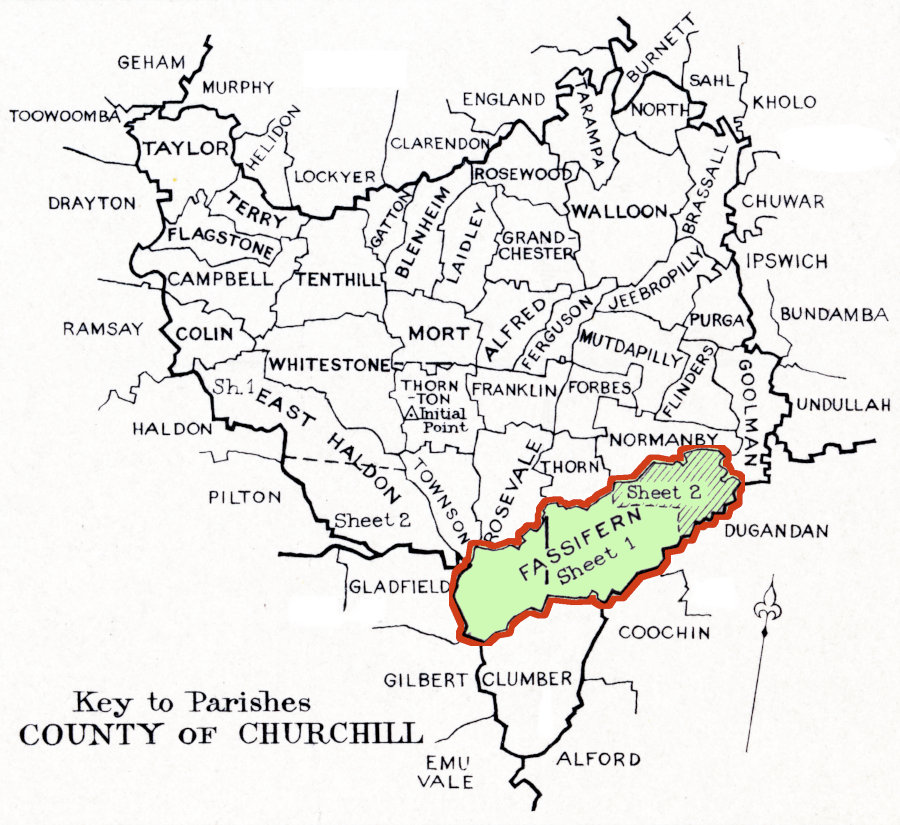 GEHAM
MURPHY
BURNETT
SAHL
TOOWOOMBA
HELIDON
ENGLAND
TARAMPA
NORTH
KHOLO
TAYLOR
CLARENDON
LOCKYER
ROSEWOOD
BRASSALL
DRAYTON
TERRY
GATTON
BLENHEIM
LAIDLEY
WALLOON
CHUWAR
FLAGSTONE
GRAND-
CHESTER
IPSWICH
CAMPBELL
TENTHILL
JEEBROPILLY
RAMSAY
COLIN
MORT
ALFRED
FERGUSON
MUTDAPILLY
PURGA
BUNDAMBA
WHITESTONE
FLINDERS
GOOLMAN
Sh.1
EAST HALDON
THORN
-TON
Initial
Point
FRANKLIN
FORBES
UNDULLAH
HALDON
NORMANBY
PILTON
TOWNSON
ROSEVALE
THORN
Sheet 2
Sheet 2
FASSIFERN
Sheet 1
DUGANDAN
GLADFIELD
COOCHIN
GILBERT
CLUMBER
Key to Parishes
COUNTY OF CHURCHILL
EMU
VALE
ALFORD